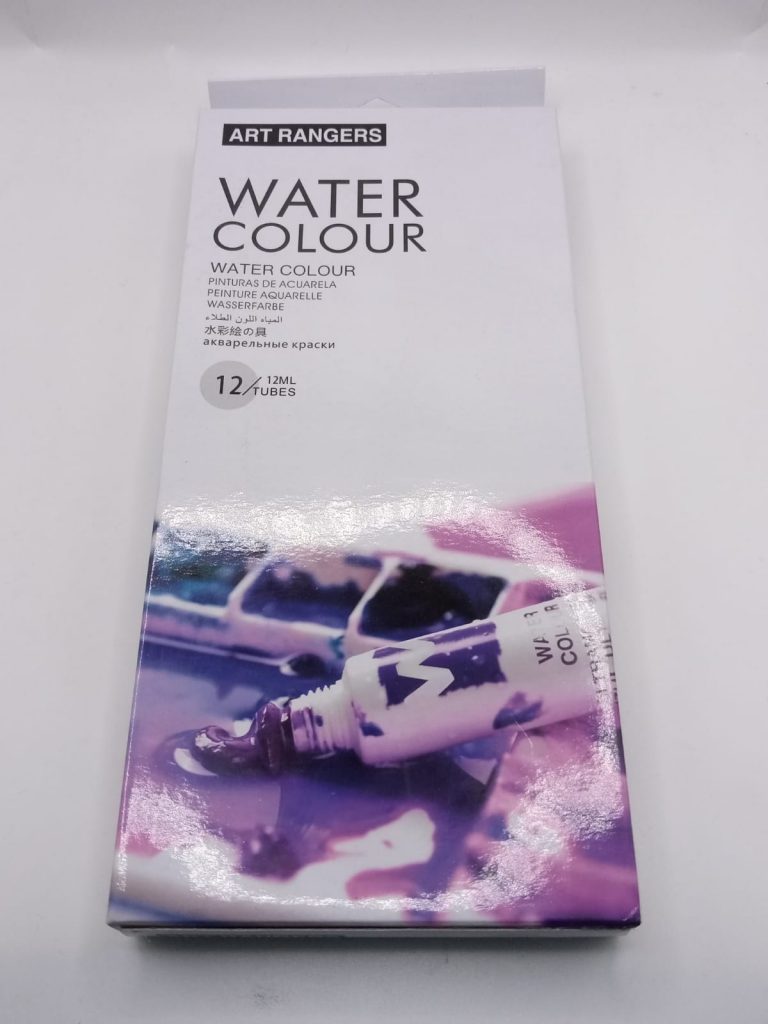 ART RANGERS
WATER
COLOUR
WATER COLOUR
PINTURAS DE ACUARELA
PEINTURE AQUARELLE
WASSERFARBE
المياه اللون الطلاء
水彩絵の具
акварельные краски
12/12ML
TUBES
W
WATER
COLOUR